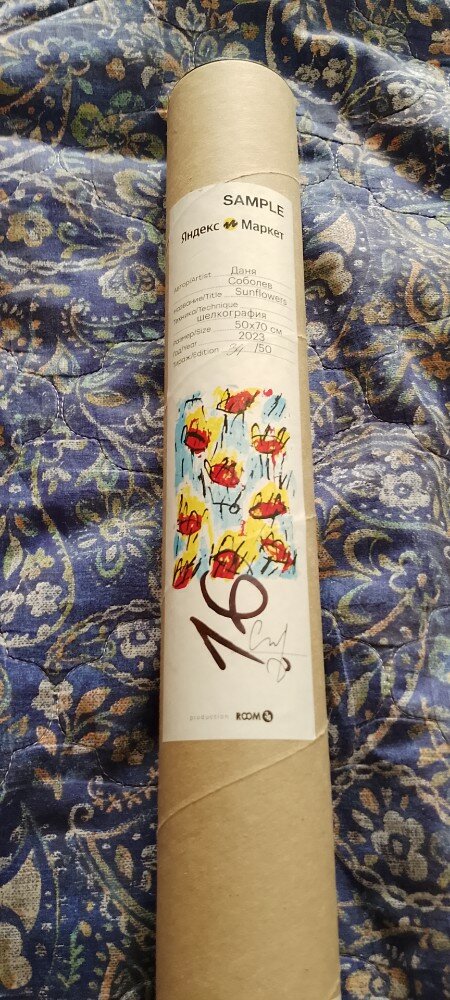 SAMPLE
Яндекс Маркет
Автор/Artist Даня Соболев
Название/Title Sunflowers
Техника/Technique шелкография
Размер/Size 50x70 см
Год/Year 2023
Тираж/Edition /50
16
production ROOM